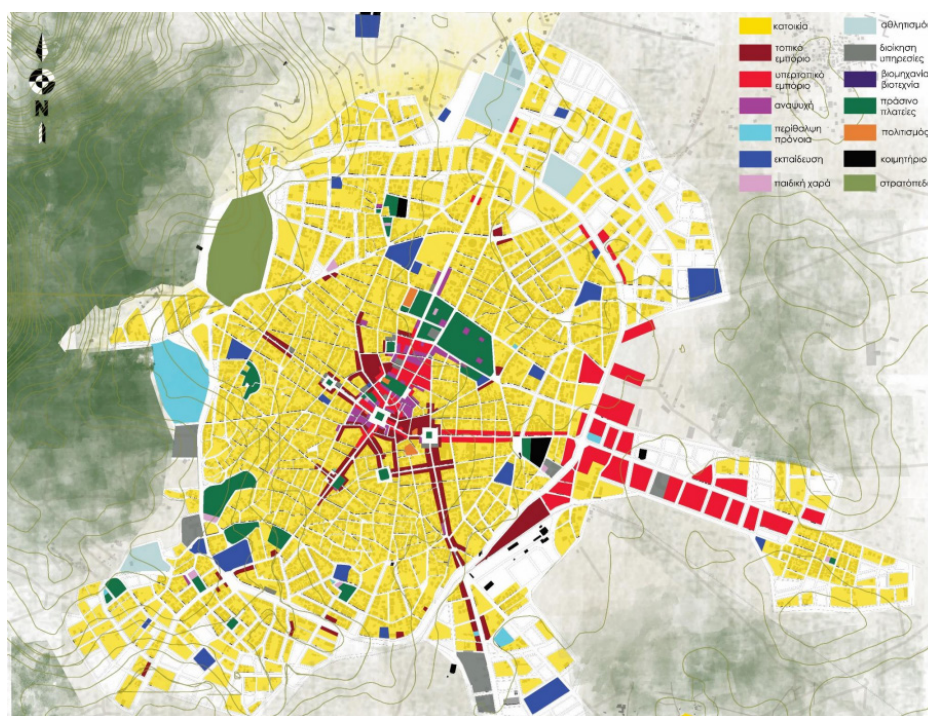 κατοικία
τοπικό
εμπόριο
υπερτοπικό
εμπόριο
αναψυχή
περίθαλψη
πρόνοια
εκπαίδευση
παιδική χαρά
αθλητισμός
διοίκηση
υπηρεσίες
βιομηχανία
βιοτεχνία
πράσινο
πλατείες
πολιτισμός
κοιμητήριο
στρατόπεδο
N